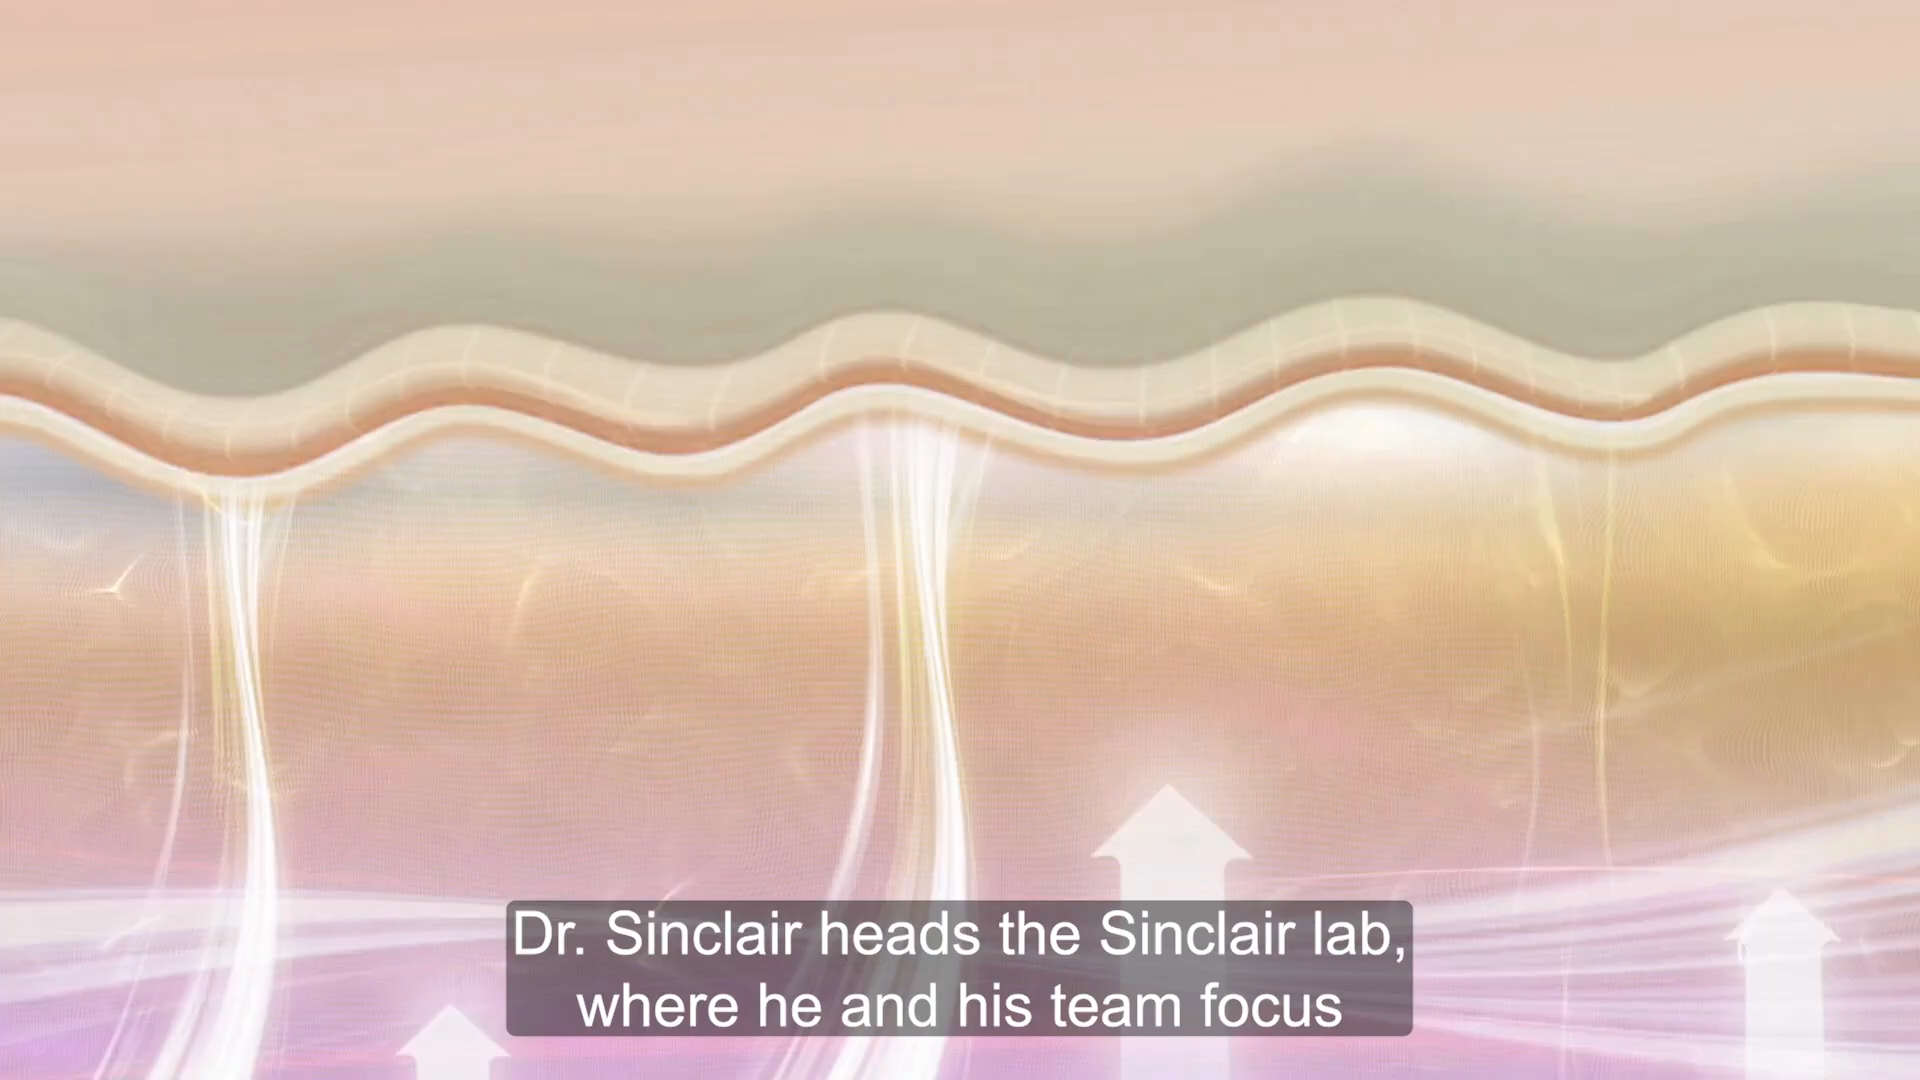 Dr. Sinclair heads the Sinclair lab,
where he and his team focus